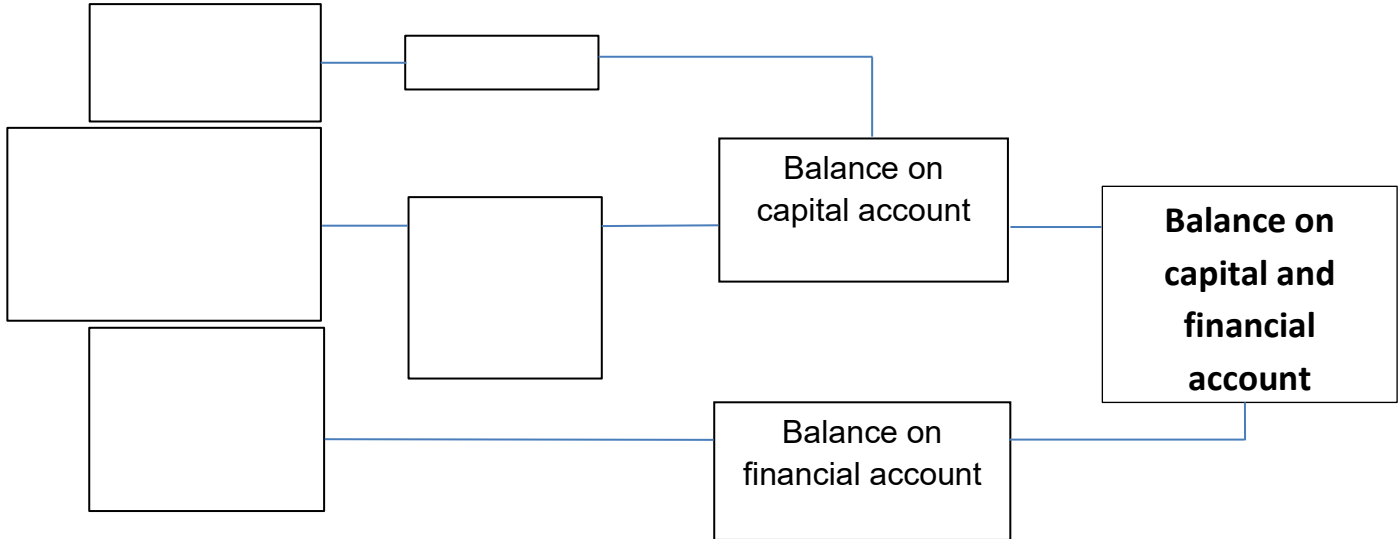 Balance on
capital account
Balance on
capital and
financial
account
Balance on
financial account